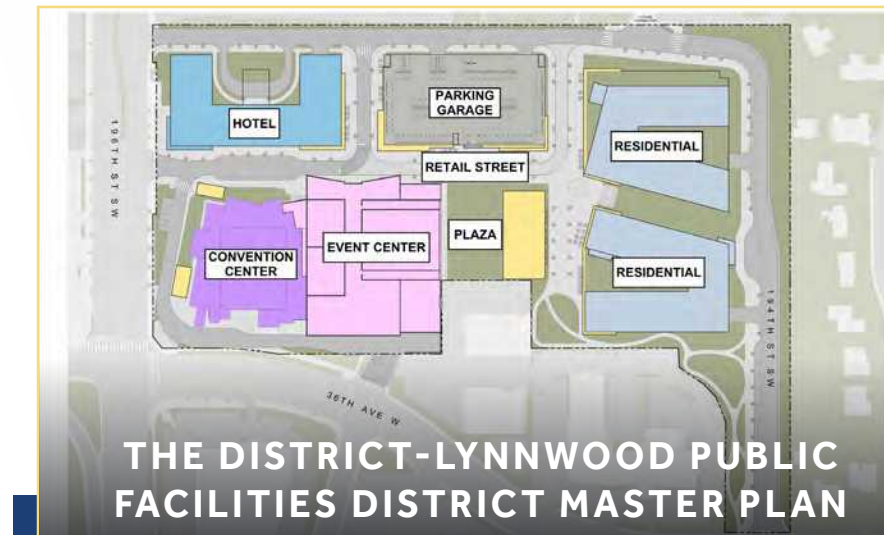 HOTEL
PARKING
GARAGE
RESIDENTIAL
RETAIL STREET
196TH ST SW
CONVENTION
CENTER
EVENT CENTER
PLAZA
RESIDENTIAL
194TH ST SW
36TH AVE W
THE DISTRICT-LYNNWOOD PUBLIC
FACILITIES DISTRICT MASTER PLAN